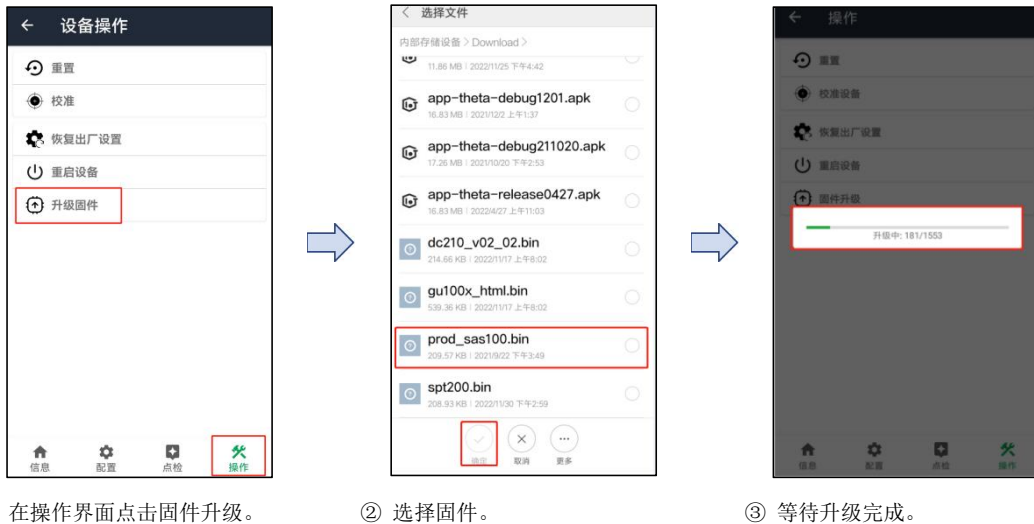 设备操作
重置
校准
恢复出厂设置
重启设备
升级固件
信息
配置
点检
操作
在操作界面点击固件升级。
选择文件
内部存储设备 > Download >
11.86 MB | 2022/11/25 下午4:42
app-theta-debug1201.apk
16.83 MB | 2021/12/2 上午1:37
app-theta-debug211020.apk
17.26 MB | 2021/10/20 下午2:53
app-theta-release0427.apk
16.83 MB | 2022/4/27 上午11:03
dc210_v02_02.bin
214.66 KB | 2022/11/17 上午8:02
gu100x_html.bin
539.36 KB | 2022/11/17 上午8:02
prod_sas100.bin
209.57 KB | 2021/9/22 下午3:49
spt200.bin
208.93 KB | 2022/11/30 下午2:59
确定
取消
更多
② 选择固件。
操作
重置
校准设备
恢复出厂设置
重启设备
固件升级
升级中: 181/1553
信息
配置
点检
操作
③ 等待升级完成。